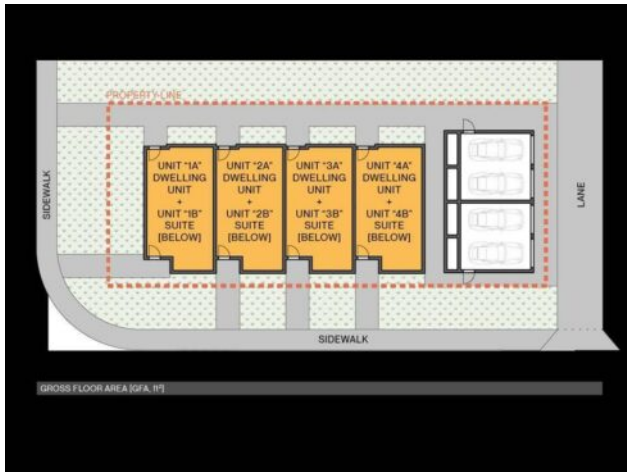 PROPERTY LINE
SIDEWALK
UNIT "1A"
DWELLING
UNIT
+
UNIT "1B"
SUITE
[BELOW]
UNIT "2A"
DWELLING
UNIT
+
UNIT "2B"
SUITE
[BELOW]
UNIT "3A"
DWELLING
UNIT
+
UNIT "3B"
SUITE
[BELOW]
UNIT "4A"
DWELLING
UNIT
+
UNIT "4B"
SUITE
[BELOW]
LANE
SIDEWALK
GROSS FLOOR AREA [GFA, ft²]